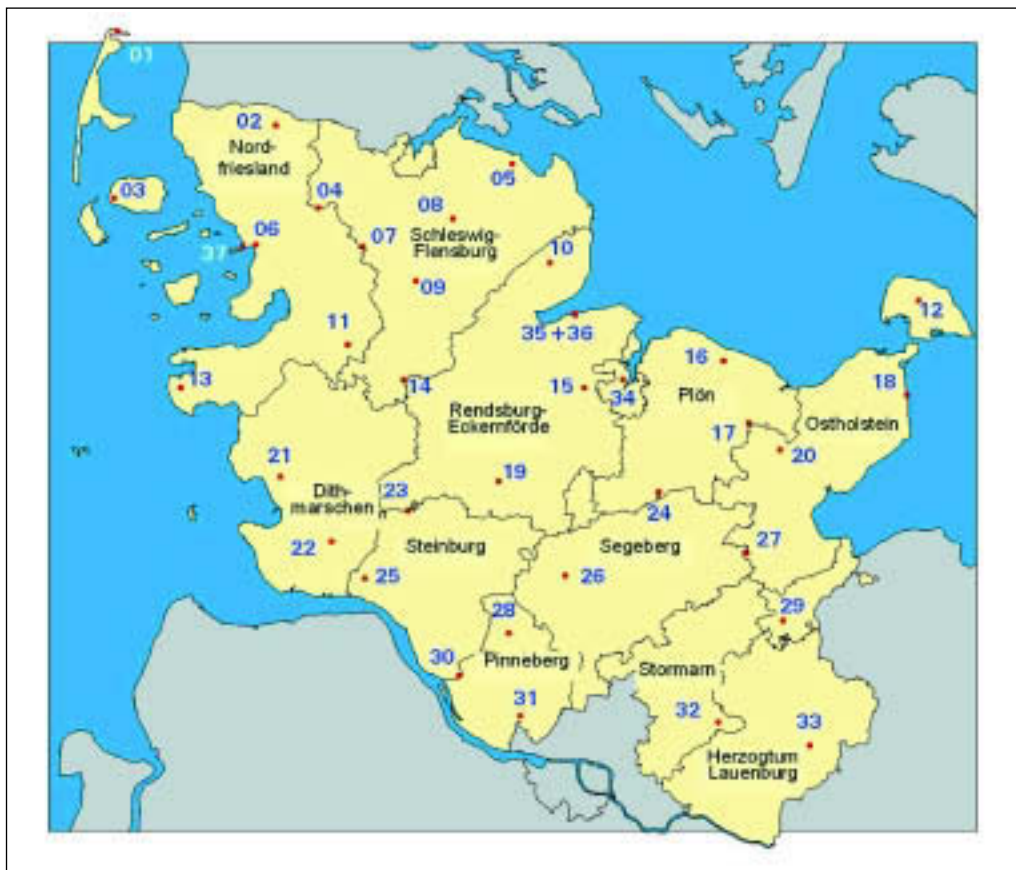 01
02
Nord-
friesland
03
04
05
06
37
07
08
Schleswig-
Flensburg
09
10
11
12
13
14
35 + 36
15
34
16
Plön
17
18
Ostholstein
Rendsburg-
Eckernförde
19
20
21
Dith-
marschen
22
23
24
Steinburg
Segeberg
25
26
27
28
29
Pinneberg
30
31
Stormarn
32
33
Herzogtum
Lauenburg